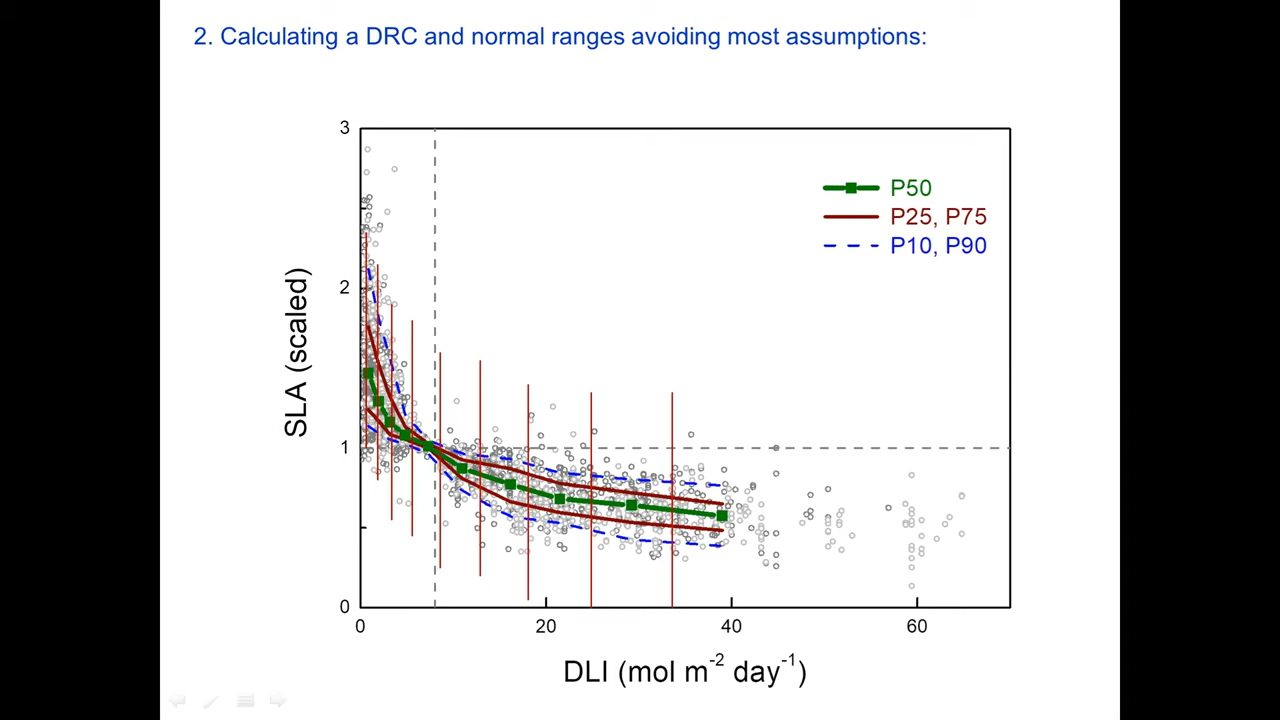 2. Calculating a DRC and normal ranges avoiding most assumptions:
3
P50
P25, P75
P10, P90
2
SLA (scaled)
1
0
0 20 40 60
DLI (mol m⁻² day⁻¹)